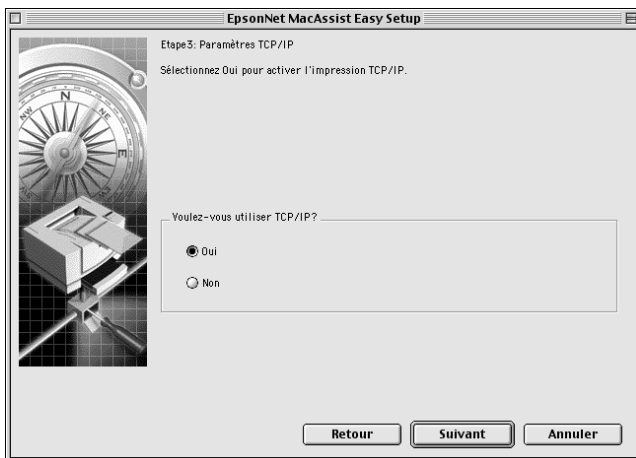 EpsonNet MacAssist Easy Setup
Etape3: Paramètres TCP/IP
Sélectionnez Oui pour activer l'impression TCP/IP.
N
NE
E
NW
Voulez-vous utiliser TCP/IP?
Oui
Non
Retour
Suivant
Annuler